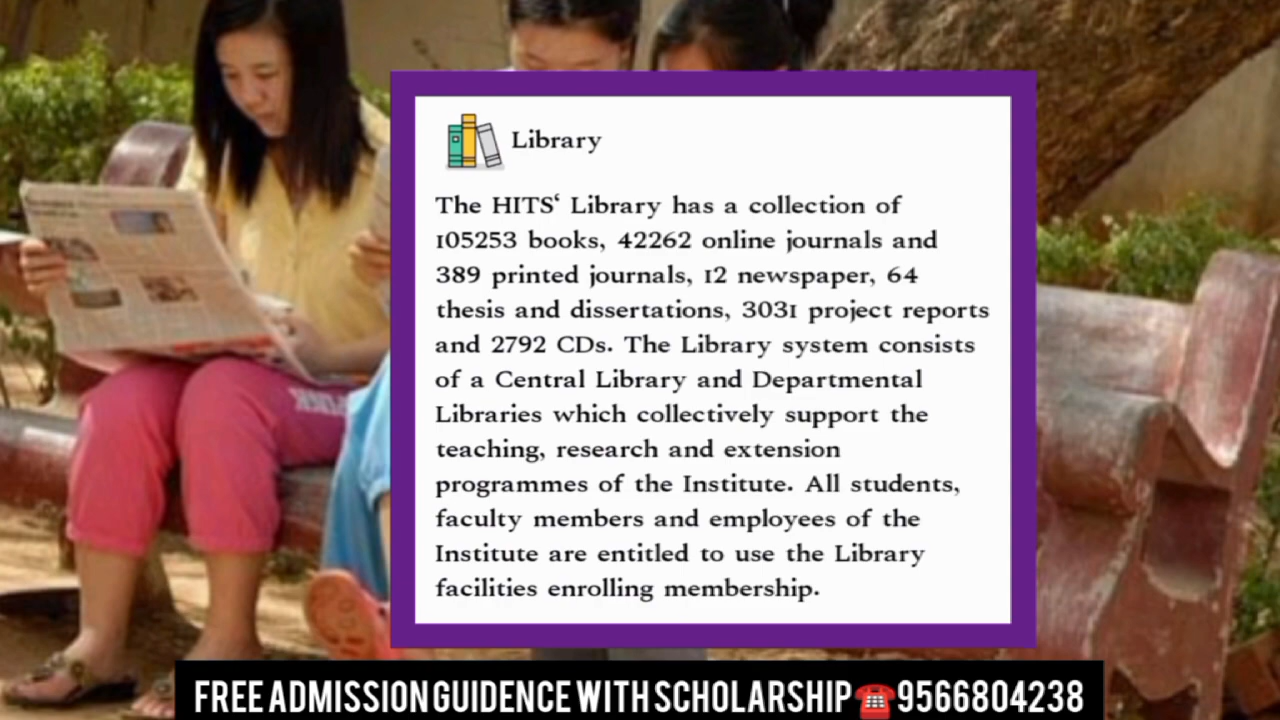 Library
The HITS‘ Library has a collection of
105253 books, 42262 online journals and
389 printed journals, 12 newspaper, 64
thesis and dissertations, 3031 project reports
and 2792 CDs. The Library system consists
of a Central Library and Departmental
Libraries which collectively support the
teaching, research and extension
programmes of the Institute. All students,
faculty members and employees of the
Institute are entitled to use the Library
facilities enrolling membership.
FREE ADMISSION GUIDENCE WITH SCHOLARSHIP ☎9566804238